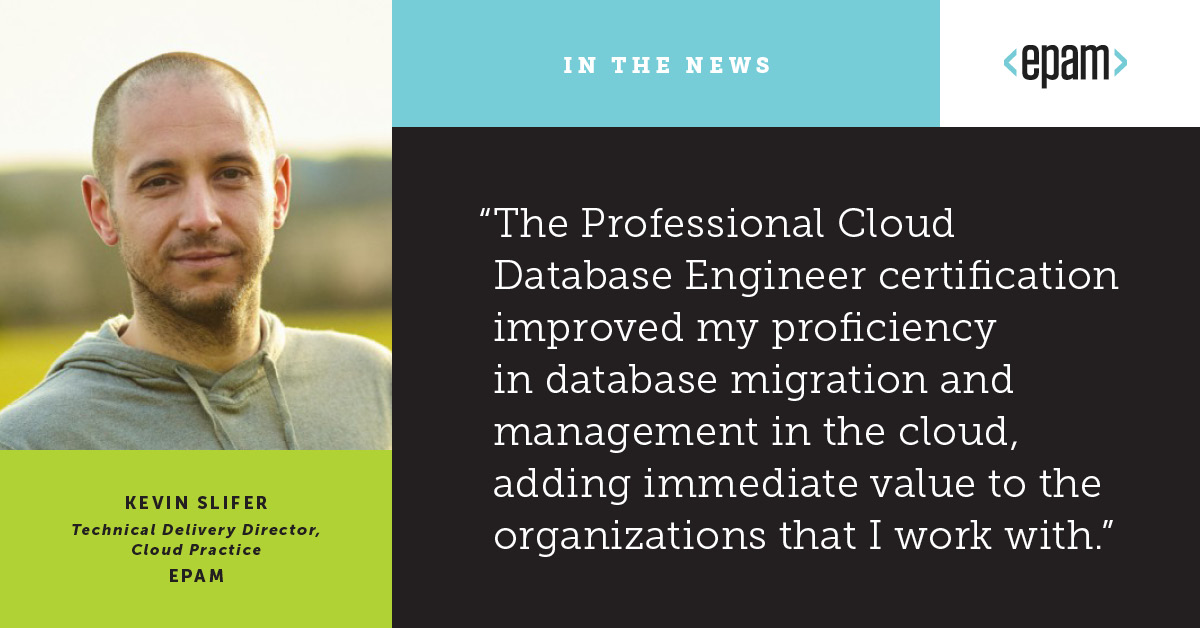 IN THE NEWS
<epam>
“The Professional Cloud
Database Engineer certification
improved my proficiency
in database migration and
management in the cloud,
adding immediate value to the
organizations that I work with.”
KEVIN SLIFER
Technical Delivery Director,
Cloud Practice
EPAM